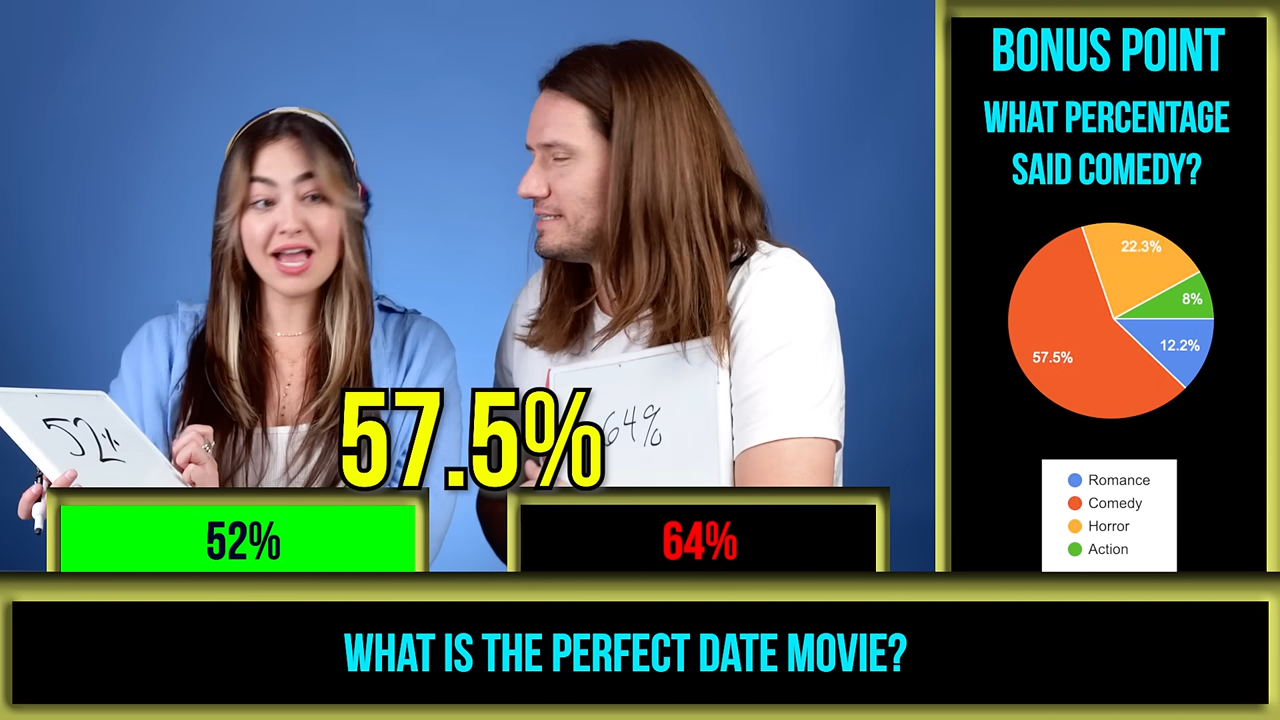 BONUS POINT
WHAT PERCENTAGE
SAID COMEDY?
22.3%
8%
12.2%
57.5%
Romance
Comedy
Horror
Action
52%
64%
57.5%
52%
64%
WHAT IS THE PERFECT DATE MOVIE?